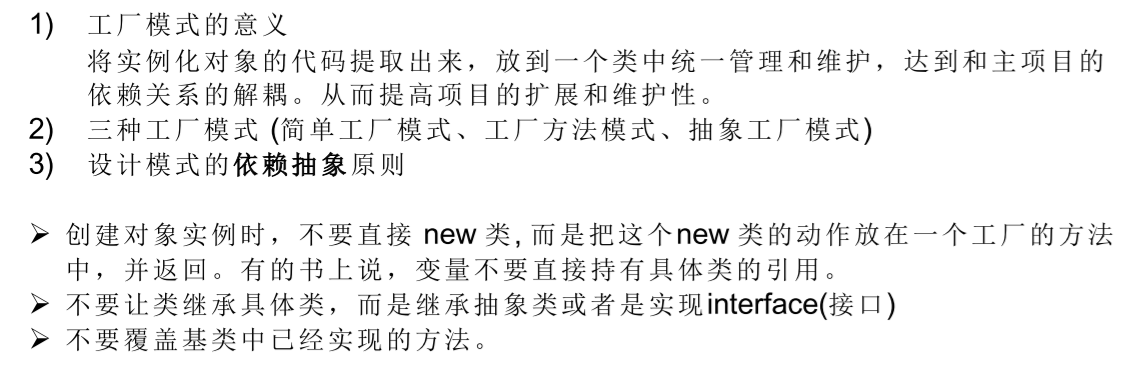 1) 工厂模式的意义
将实例化对象的代码提取出来，放到一个类中统一管理和维护，达到和主项目的
依赖关系的解耦。从而提高项目的扩展和维护性。
2) 三种工厂模式 (简单工厂模式、工厂方法模式、抽象工厂模式)
3) 设计模式的依赖抽象原则
➢ 创建对象实例时，不要直接 new 类, 而是把这个new 类的动作放在一个工厂的方法
中，并返回。有的书上说，变量不要直接持有具体类的引用。
➢ 不要让类继承具体类，而是继承抽象类或者是实现interface(接口)
➢ 不要覆盖基类中已经实现的方法。